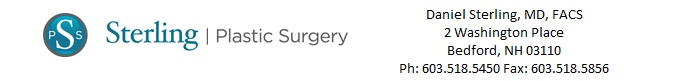 PSS
Sterling | Plastic Surgery
Daniel Sterling, MD, FACS
2 Washington Place
Bedford, NH 03110
Ph: 603.518.5450 Fax: 603.518.5856